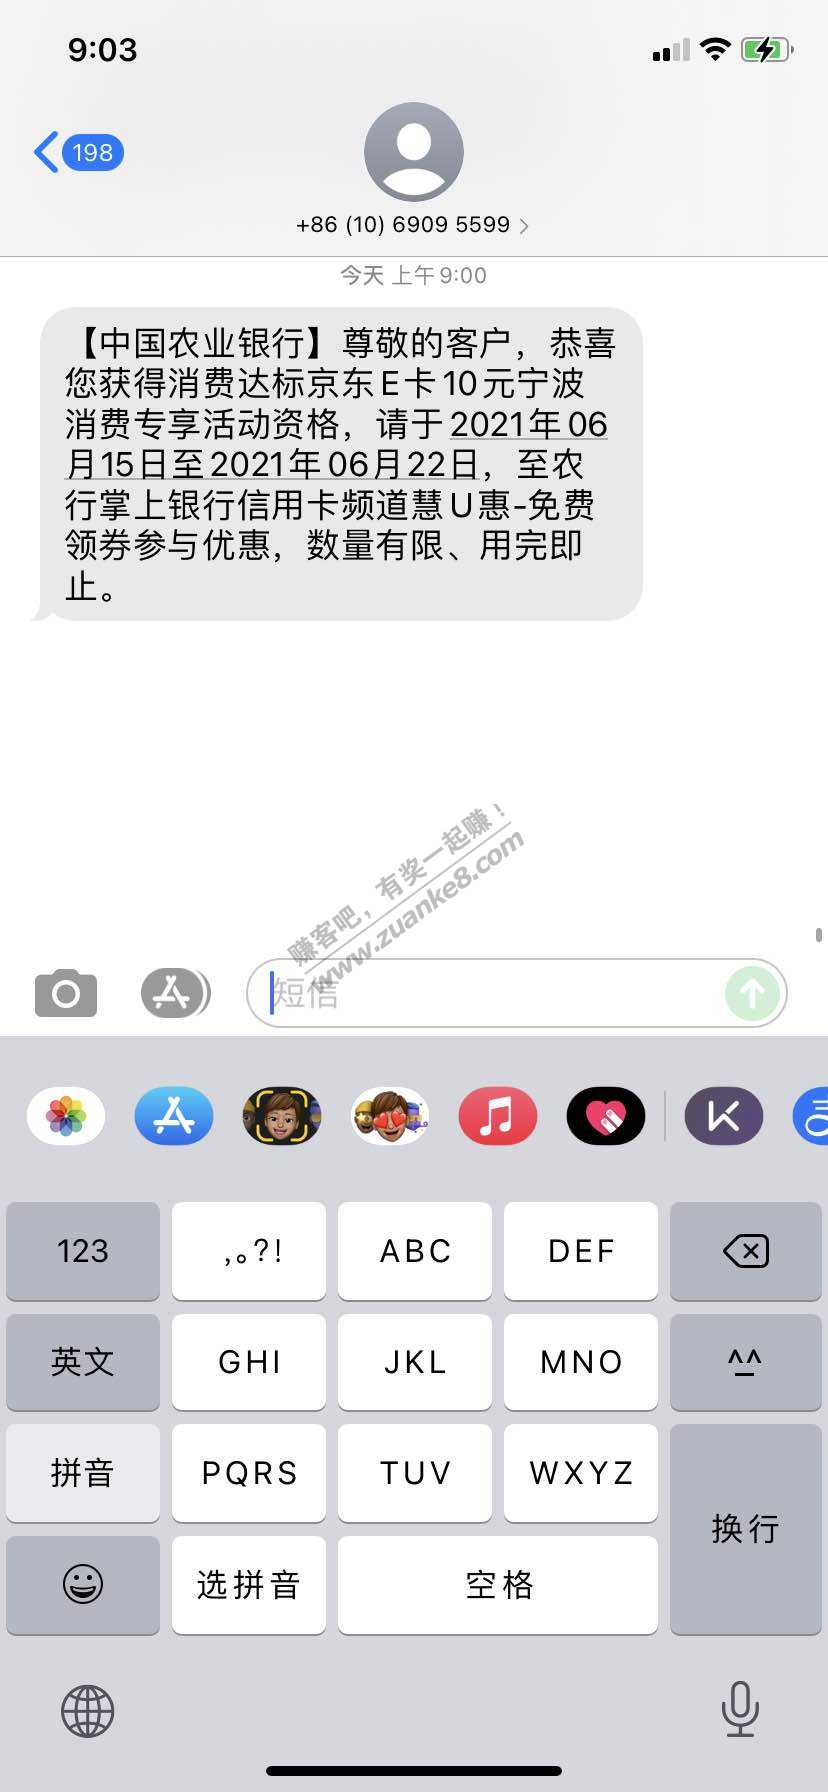 9:03
198
+86 (10) 6909 5599
今天 上午 9:00
【中国农业银行】尊敬的客户，恭喜
您获得消费达标京东E卡10元宁波
消费专享活动资格，请于2021年06
月15日至2021年06月22日，至农
行掌上银行信用卡频道慧U惠-免费
领券参与优惠，数量有限、用完即
止。
赚客吧，有奖一起赚！
www.zuanke8.com
短信
123
,。?!
ABC
DEF
英文
GHI
JKL
MNO
^_^
拼音
PQRS
TUV
WXYZ
换行
选拼音
空格